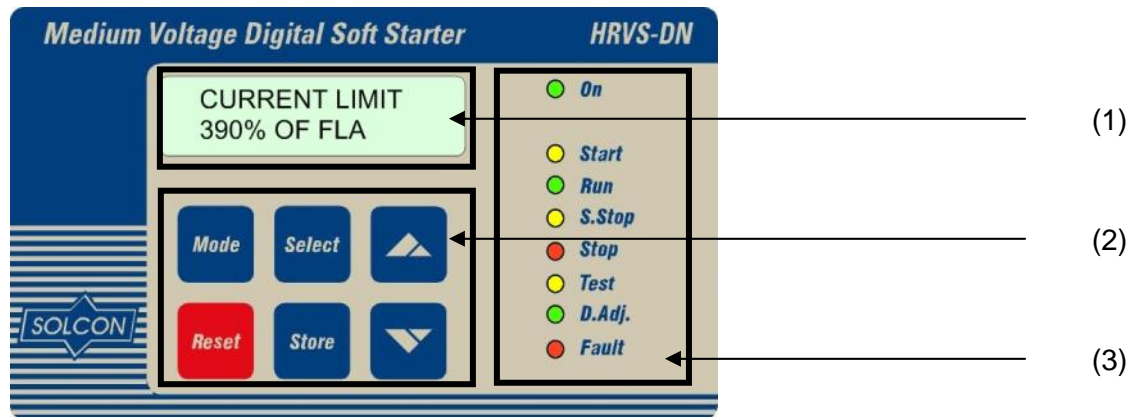 Medium Voltage Digital Soft Starter HRVS-DN
CURRENT LIMIT
390% OF FLA
On
(1)
Start
Run
S.Stop
Stop
Test
D.Adj.
Fault
Mode Select
(2)
Reset Store
SOLCON
(3)